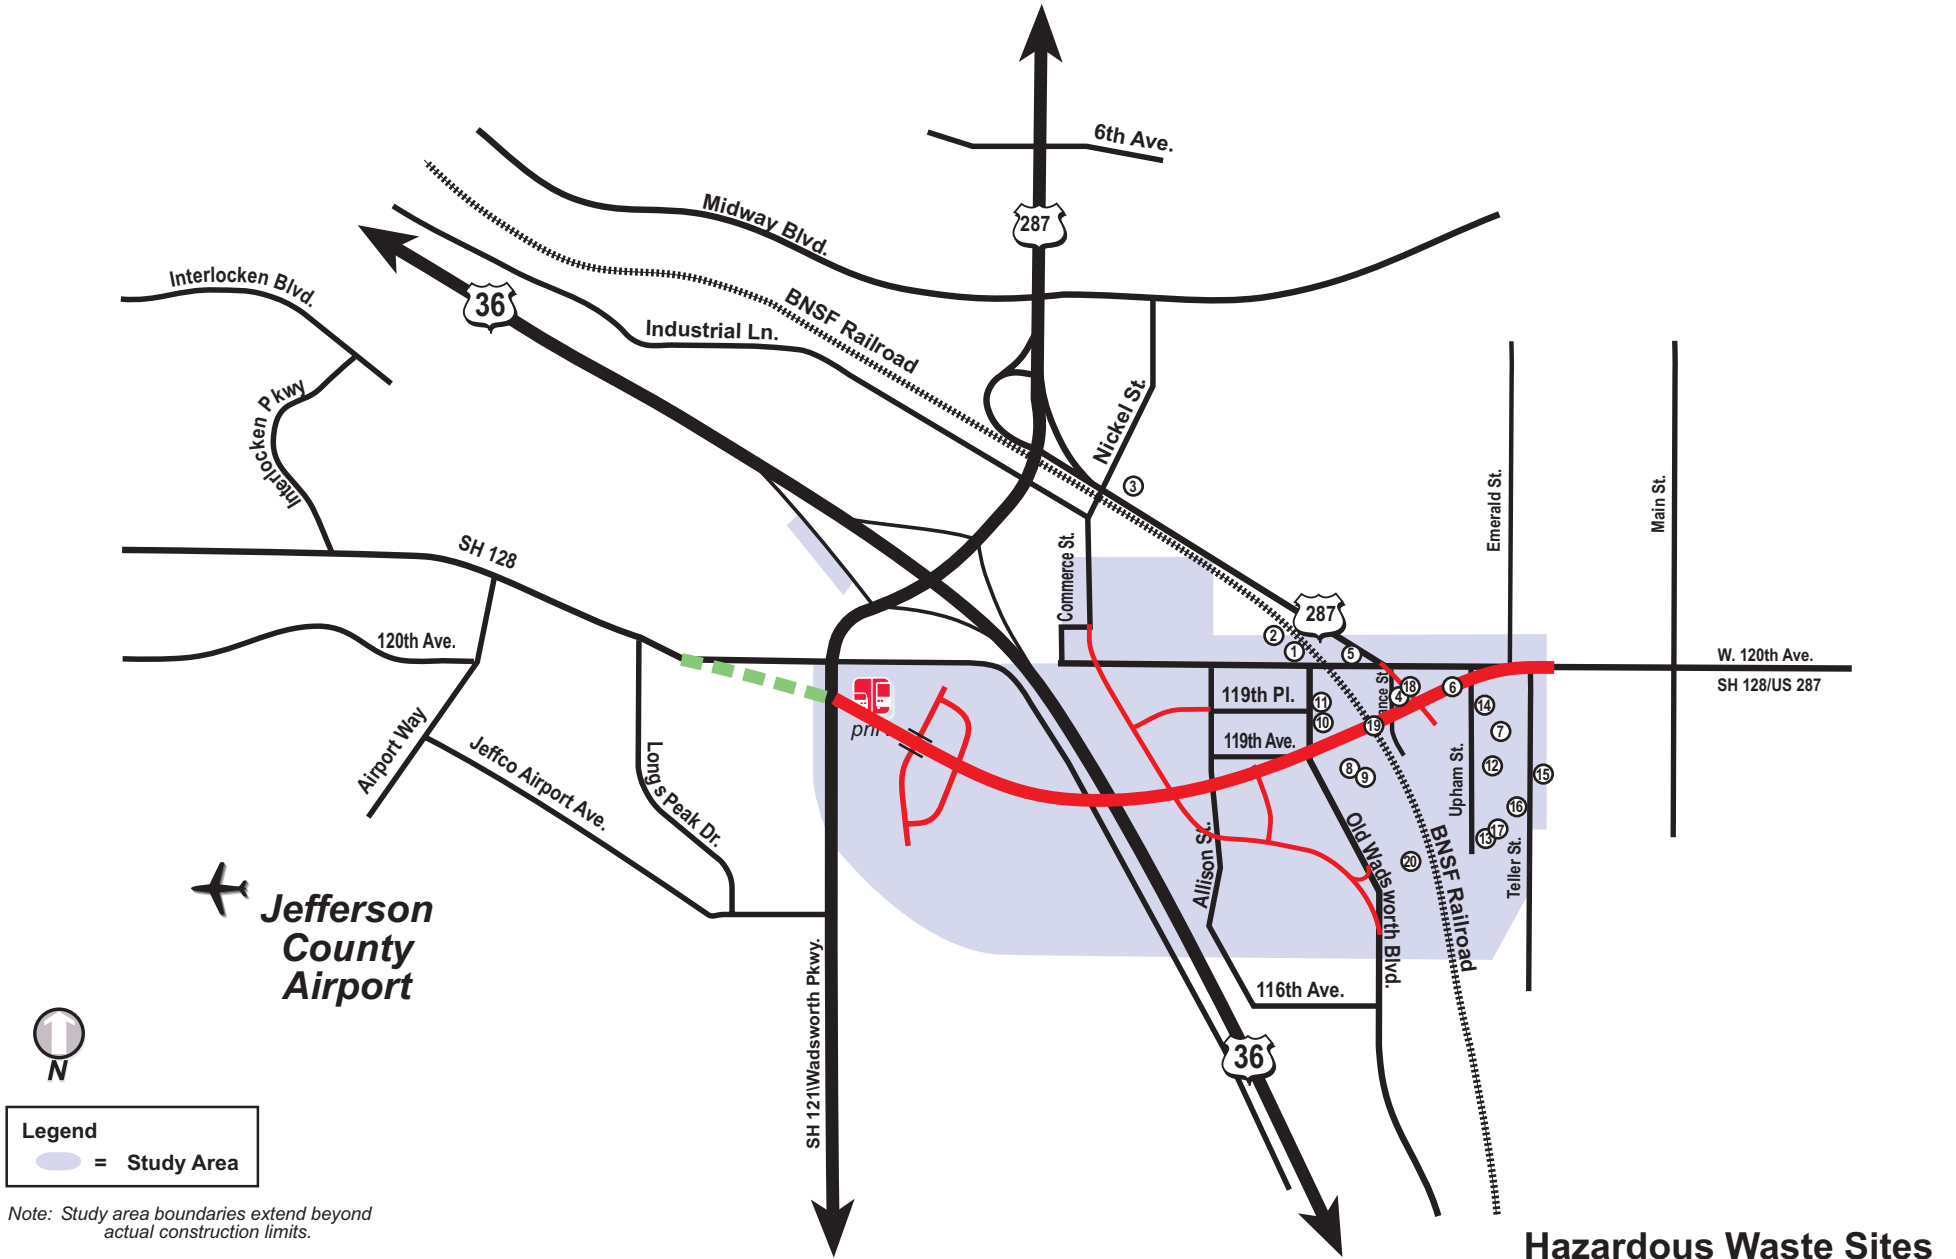 6th Ave.
287
Midway Blvd.
Interlocken Blvd.
36
BNSF Railroad
Industrial Ln.
Interlocken Pkwy
Nickel St.
3
Emerald St.
Main St.
SH 128
Commerce St.
287
120th Ave.
2
1
5
W. 120th Ave.
SH 128/US 287
119th Pl.
11
10
18
4
6
14
19
7
119th Ave.
Airport Way
Jeffco Airport Ave.
Longs Peak Dr.
8
9
Upham St.
12
15
16
17
13
Teller St.
Allison St.
Old Wadsworth Blvd.
20
BNSF Railroad
Jefferson
County
Airport
SH 121\Wadsworth Pkwy.
116th Ave.
36
N
Legend
= Study Area
Note: Study area boundaries extend beyond
actual construction limits.
Hazardous Waste Sites